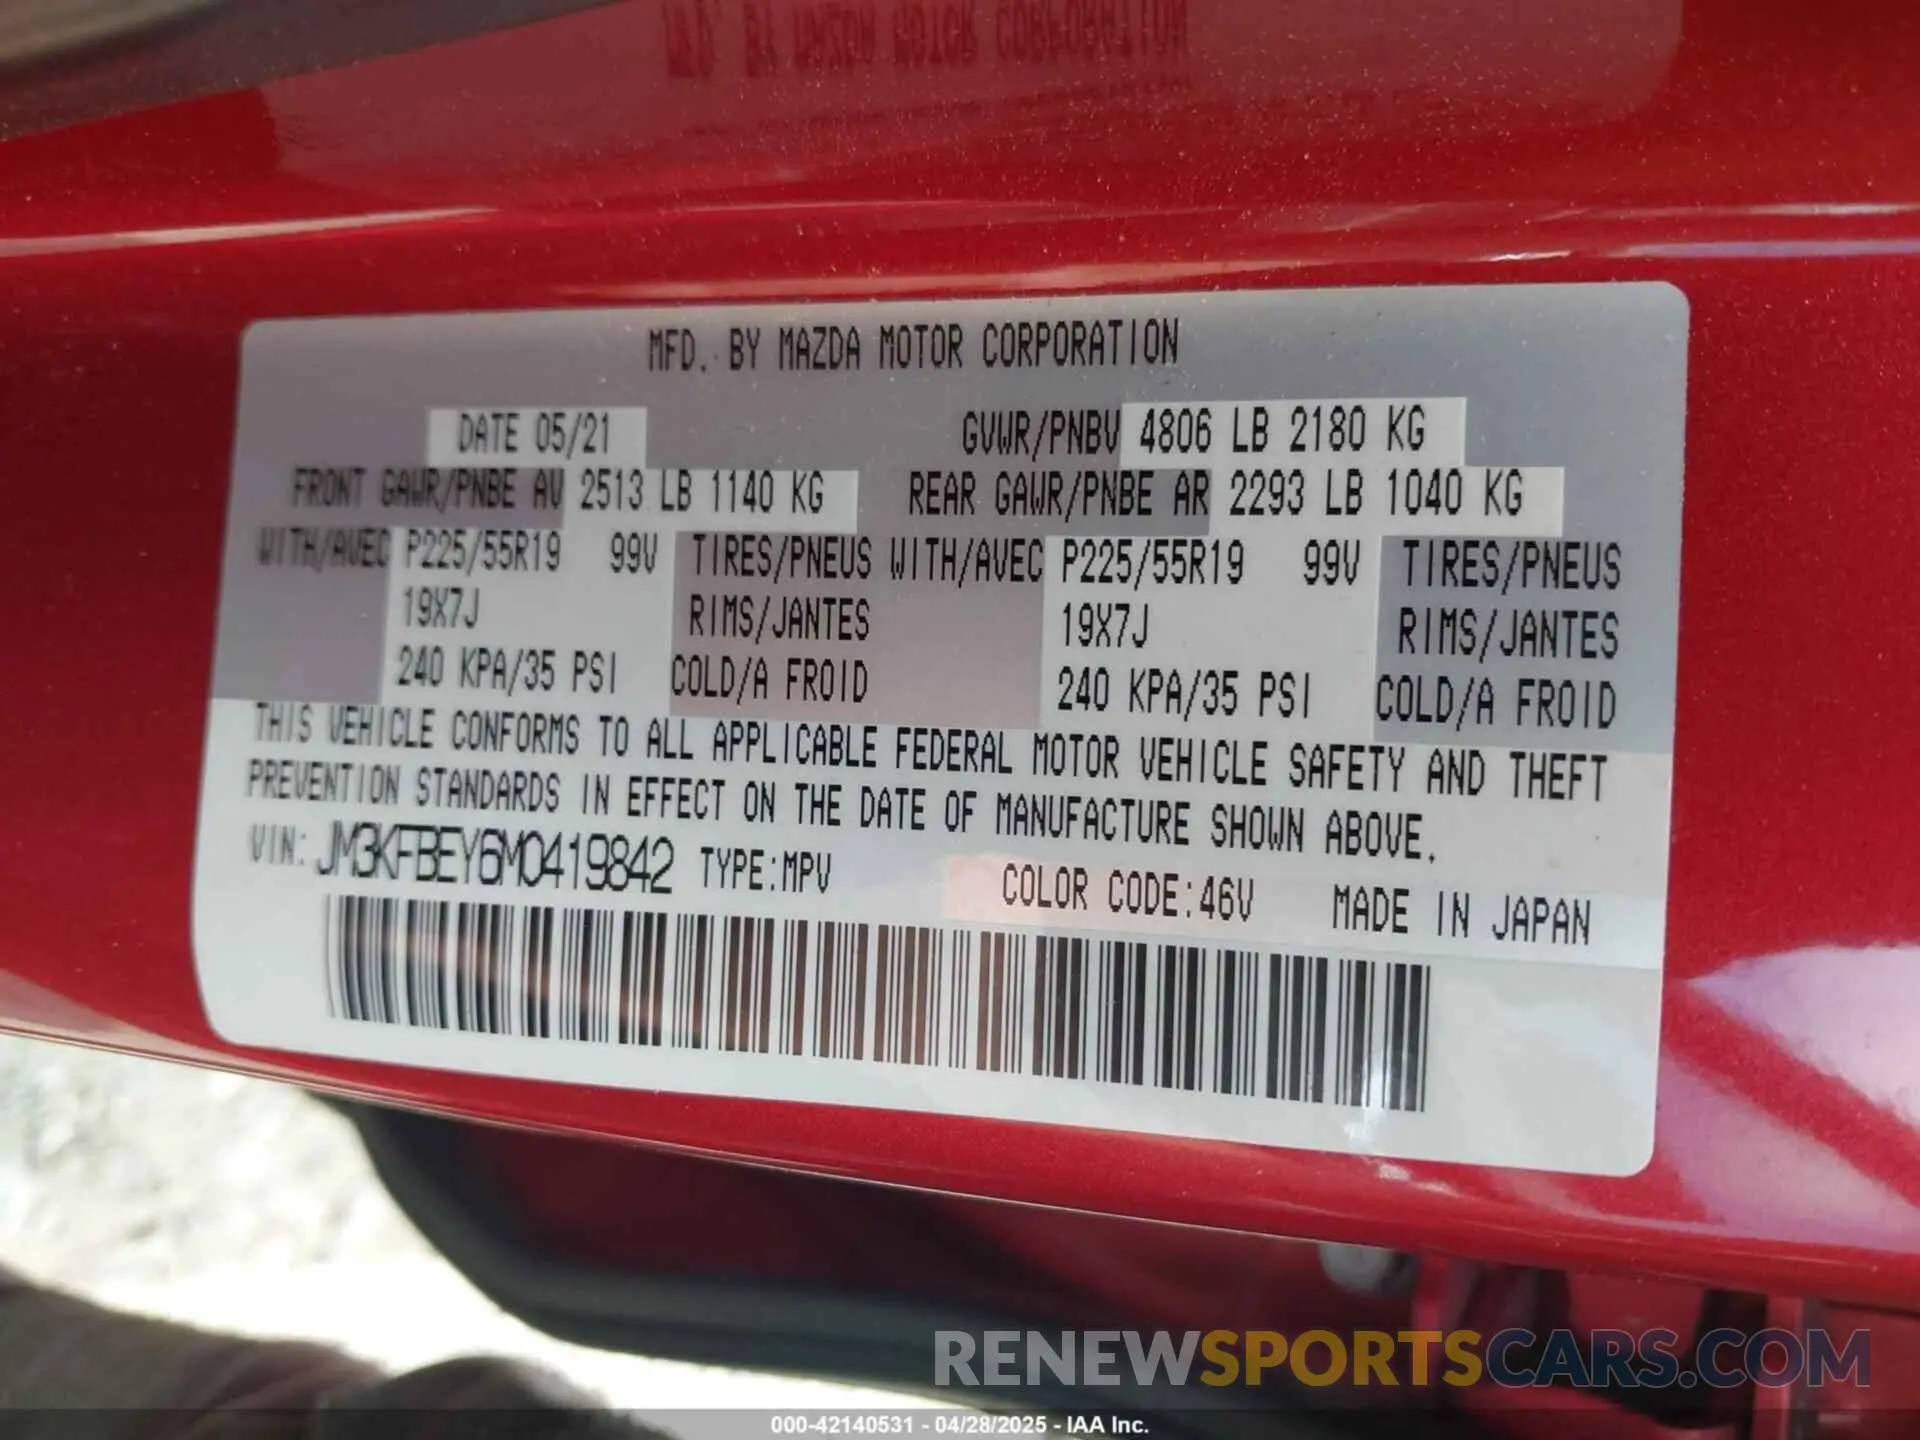 MFD. BY MAZDA MOTOR CORPORATION
DATE 05/21 GVWR/PNBV 4806 LB 2180 KG
FRONT GAWR/PNBE AV 2513 LB 1140 KG REAR GAWR/PNBE AR 2293 LB 1040 KG
WITH/AVEC P225/55R19 99V TIRES/PNEUS WITH/AVEC P225/55R19 99V TIRES/PNEUS
19X7J RIMS/JANTES 19X7J RIMS/JANTES
240 KPA/35 PSI COLD/A FROID 240 KPA/35 PSI COLD/A FROID
THIS VEHICLE CONFORMS TO ALL APPLICABLE FEDERAL MOTOR VEHICLE SAFETY AND THEFT
PREVENTION STANDARDS IN EFFECT ON THE DATE OF MANUFACTURE SHOWN ABOVE.
VIN: JM3KFBEY6M0419842 TYPE:MPV COLOR CODE:46V MADE IN JAPAN
RENEWSPORTSCARS.COM
000-42140531 - 04/28/2025 - IAA Inc.